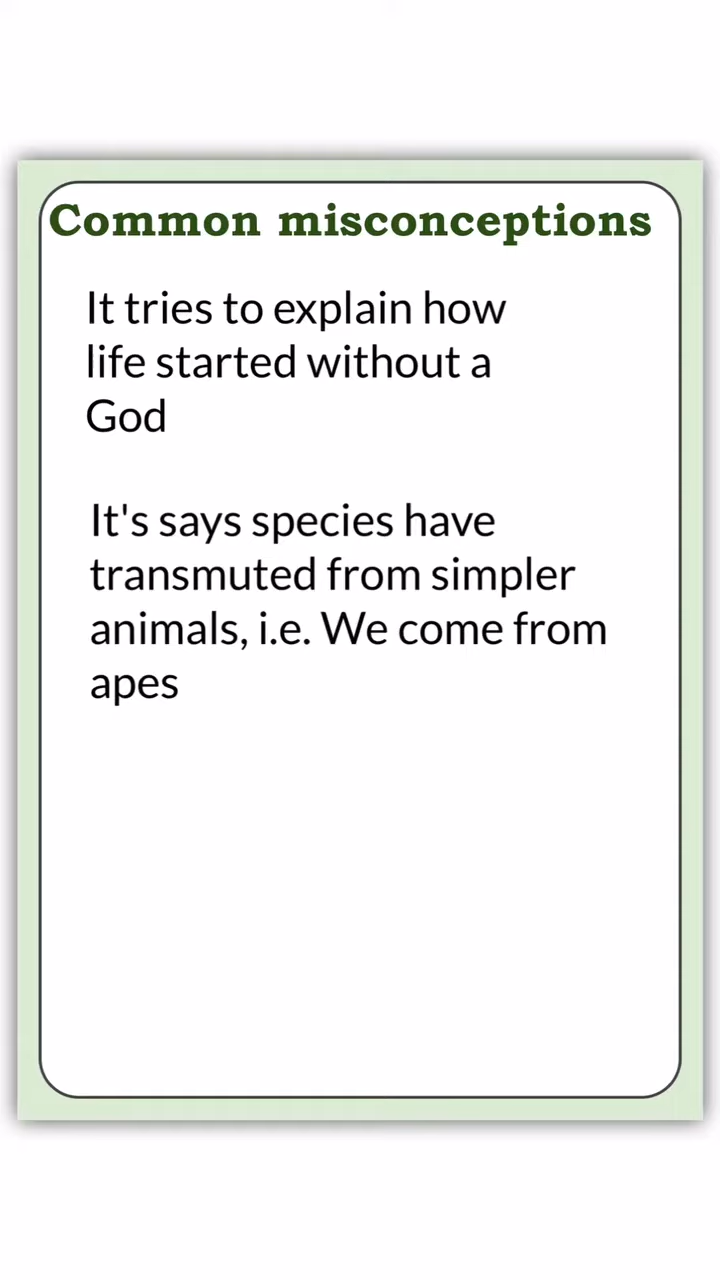 Common misconceptions
It tries to explain how
life started without a
God
It's says species have
transmuted from simpler
animals, i.e. We come from
apes